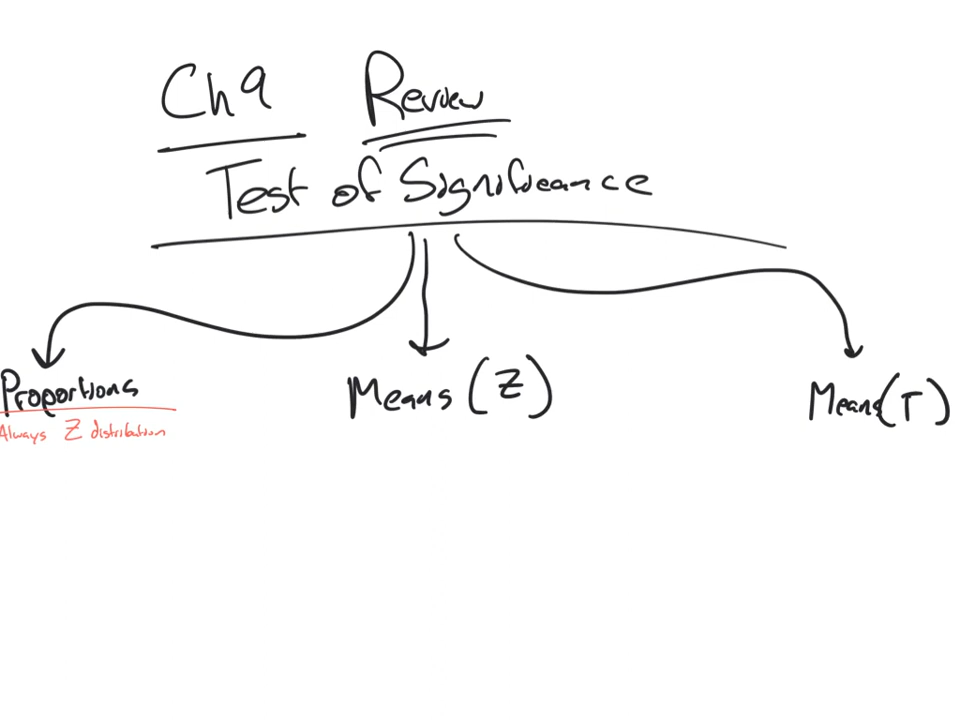 Ch 9 Review
Test of Significance
Proportions Means (Z) Means (T)
Always Z distribution